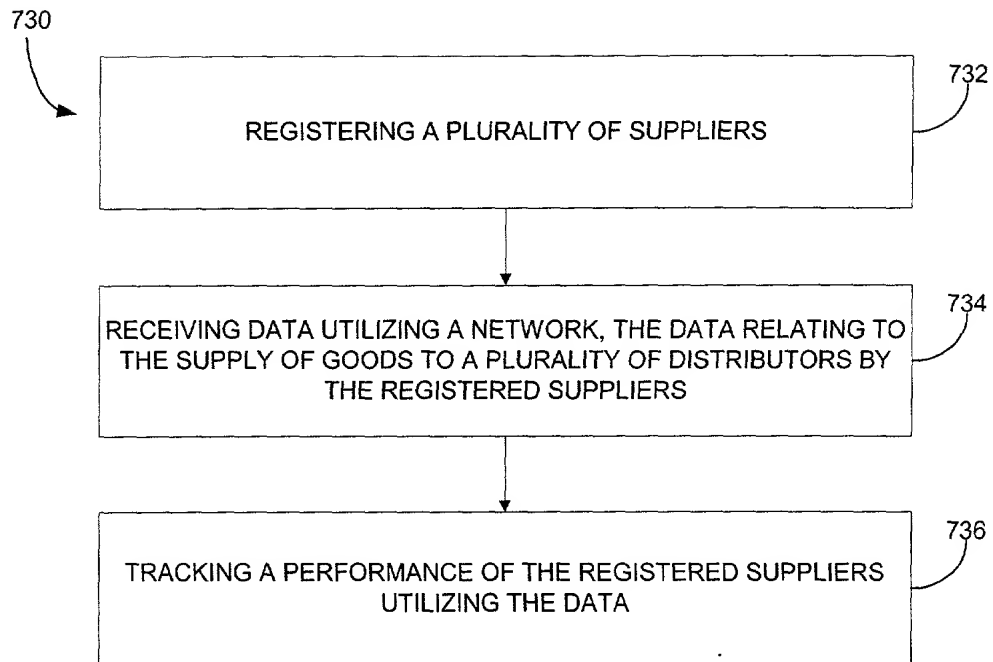 730
732
REGISTERING A PLURALITY OF SUPPLIERS
734
RECEIVING DATA UTILIZING A NETWORK, THE DATA RELATING TO
THE SUPPLY OF GOODS TO A PLURALITY OF DISTRIBUTORS BY
THE REGISTERED SUPPLIERS
736
TRACKING A PERFORMANCE OF THE REGISTERED SUPPLIERS
UTILIZING THE DATA